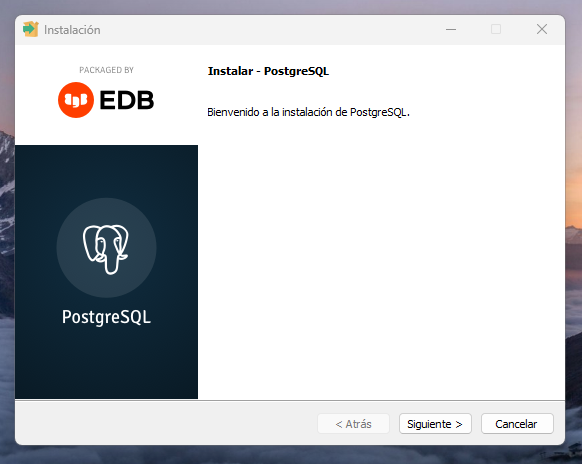 Instalación
PACKAGED BY
EDB
Instalar - PostgreSQL
Bienvenido a la instalación de PostgreSQL.
PostgreSQL
< Atrás
Siguiente >
Cancelar